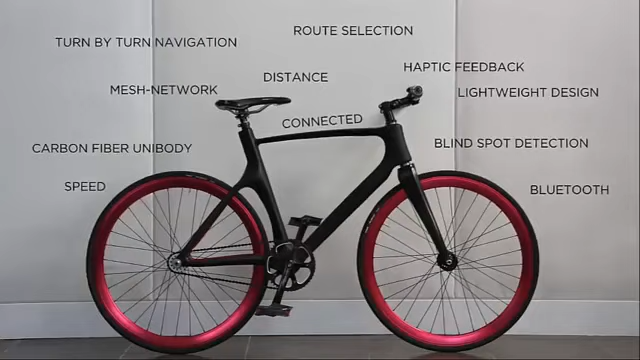 ROUTE SELECTION
TURN BY TURN NAVIGATION
HAPTIC FEEDBACK
DISTANCE
MESH-NETWORK
LIGHTWEIGHT DESIGN
CONNECTED
BLIND SPOT DETECTION
CARBON FIBER UNIBODY
SPEED
BLUETOOTH